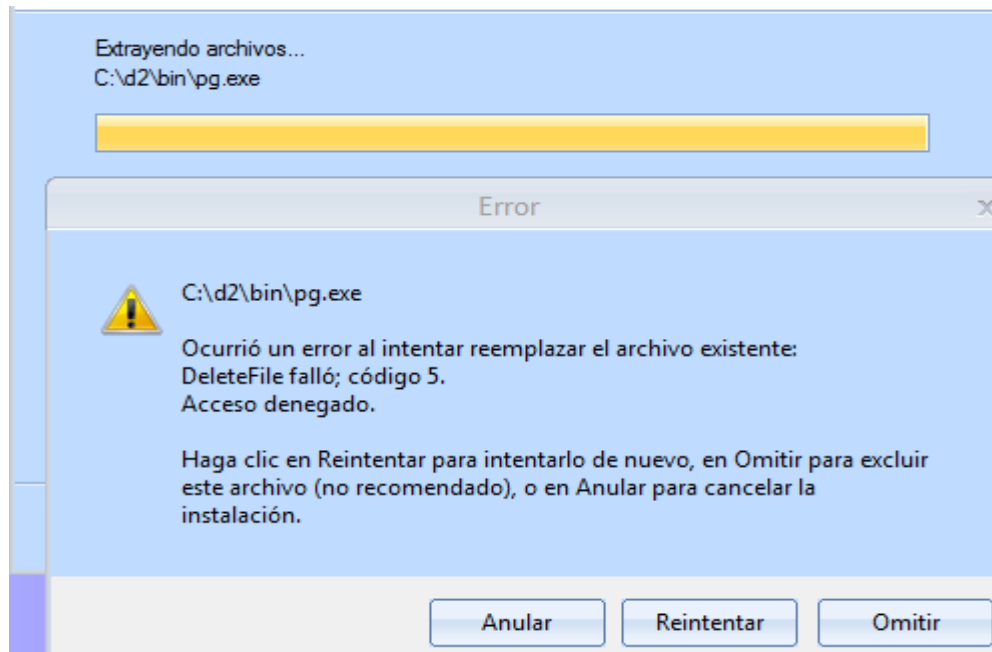 Extrayendo archivos...
C:\d2\bin\pg.exe
Error
C:\d2\bin\pg.exe
Ocurrió un error al intentar reemplazar el archivo existente:
DeleteFile falló; código 5.
Acceso denegado.
Haga clic en Reintentar para intentarlo de nuevo, en Omitir para excluir
este archivo (no recomendado), o en Anular para cancelar la
instalación.
Anular Reintentar Omitir